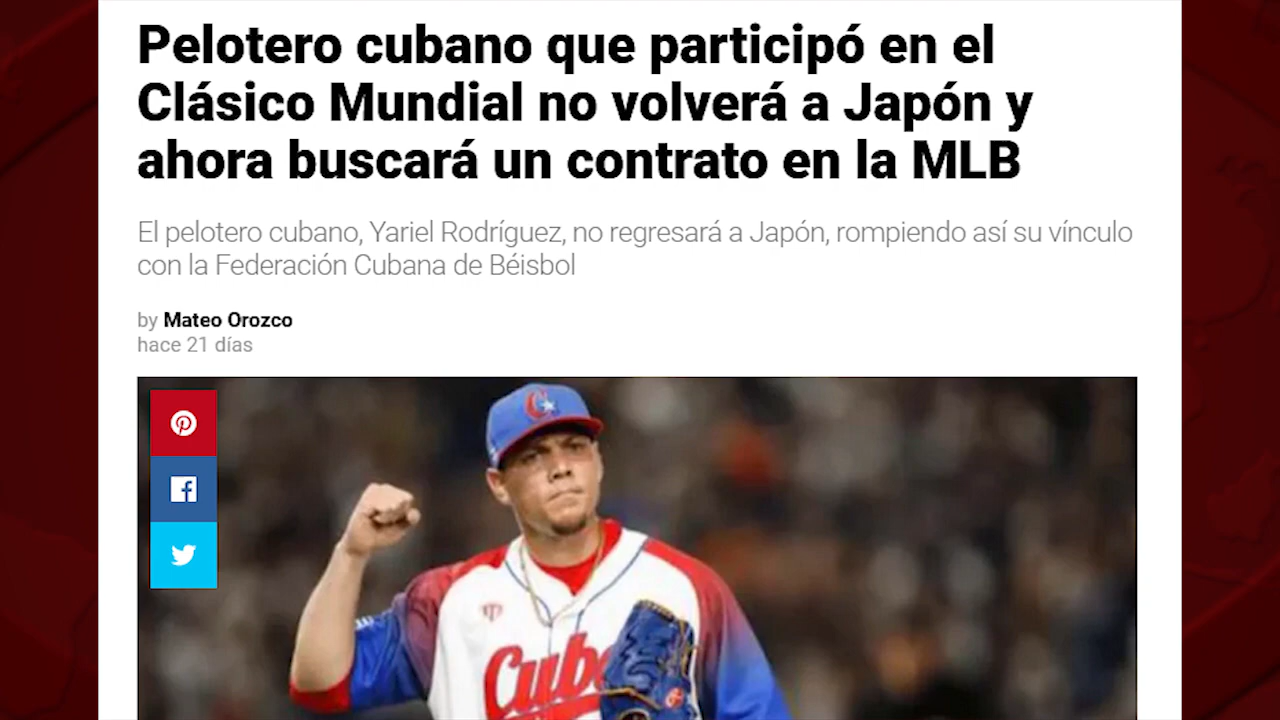 Pelotero cubano que participó en el
Clásico Mundial no volverá a Japón y
ahora buscará un contrato en la MLB
El pelotero cubano, Yariel Rodríguez, no regresará a Japón, rompiendo así su vínculo
con la Federación Cubana de Béisbol
by Mateo Orozco
hace 21 días
C
Cuba